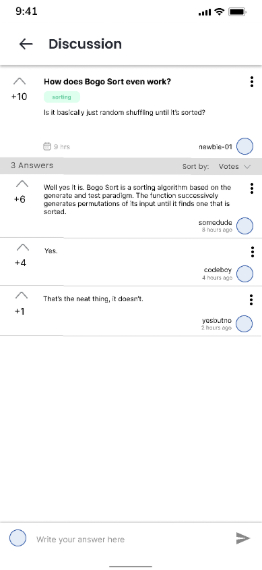 9:41
Discussion
How does Bogo Sort even work?
+10
sorting
Is it basically just random shuffling until it's sorted?
9 hrs
newbie-01
3 Answers
Sort by: Votes
Well yes it is. Bogo Sort is a sorting algorithm based on the
generate and test paradigm. The function successively
generates permutations of its input until it finds one that is
sorted.
+6
somedude
8 hours ago
Yes.
+4
codeboy
4 hours ago
That's the neat thing, it doesn't.
+1
yesbutno
2 hours ago
Write your answer here